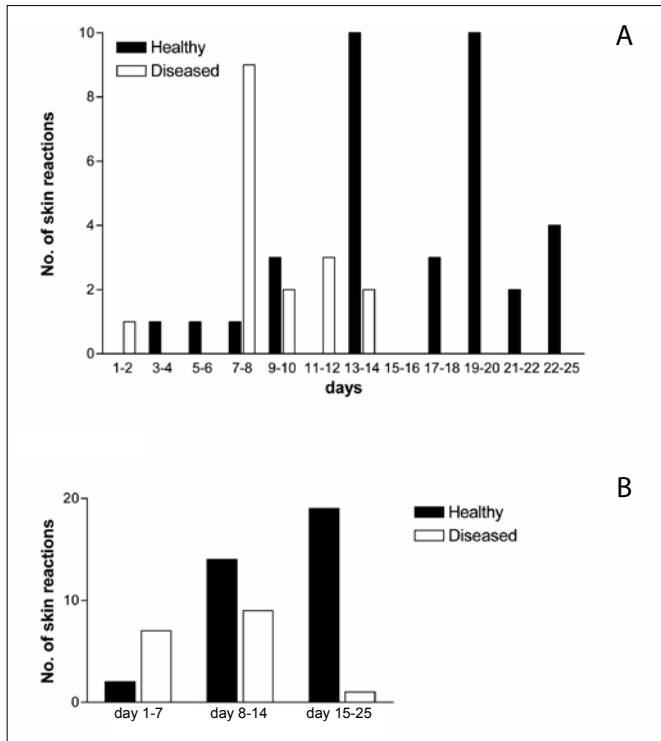 A
Healthy
Diseased
No. of skin reactions
10
8
6
4
2
0
1-2 3-4 5-6 7-8 9-10 11-12 13-14 15-16 17-18 19-20 21-22 22-25
days
B
Healthy
Diseased
No. of skin reactions
20
10
0
day 1-7 day 8-14 day 15-25